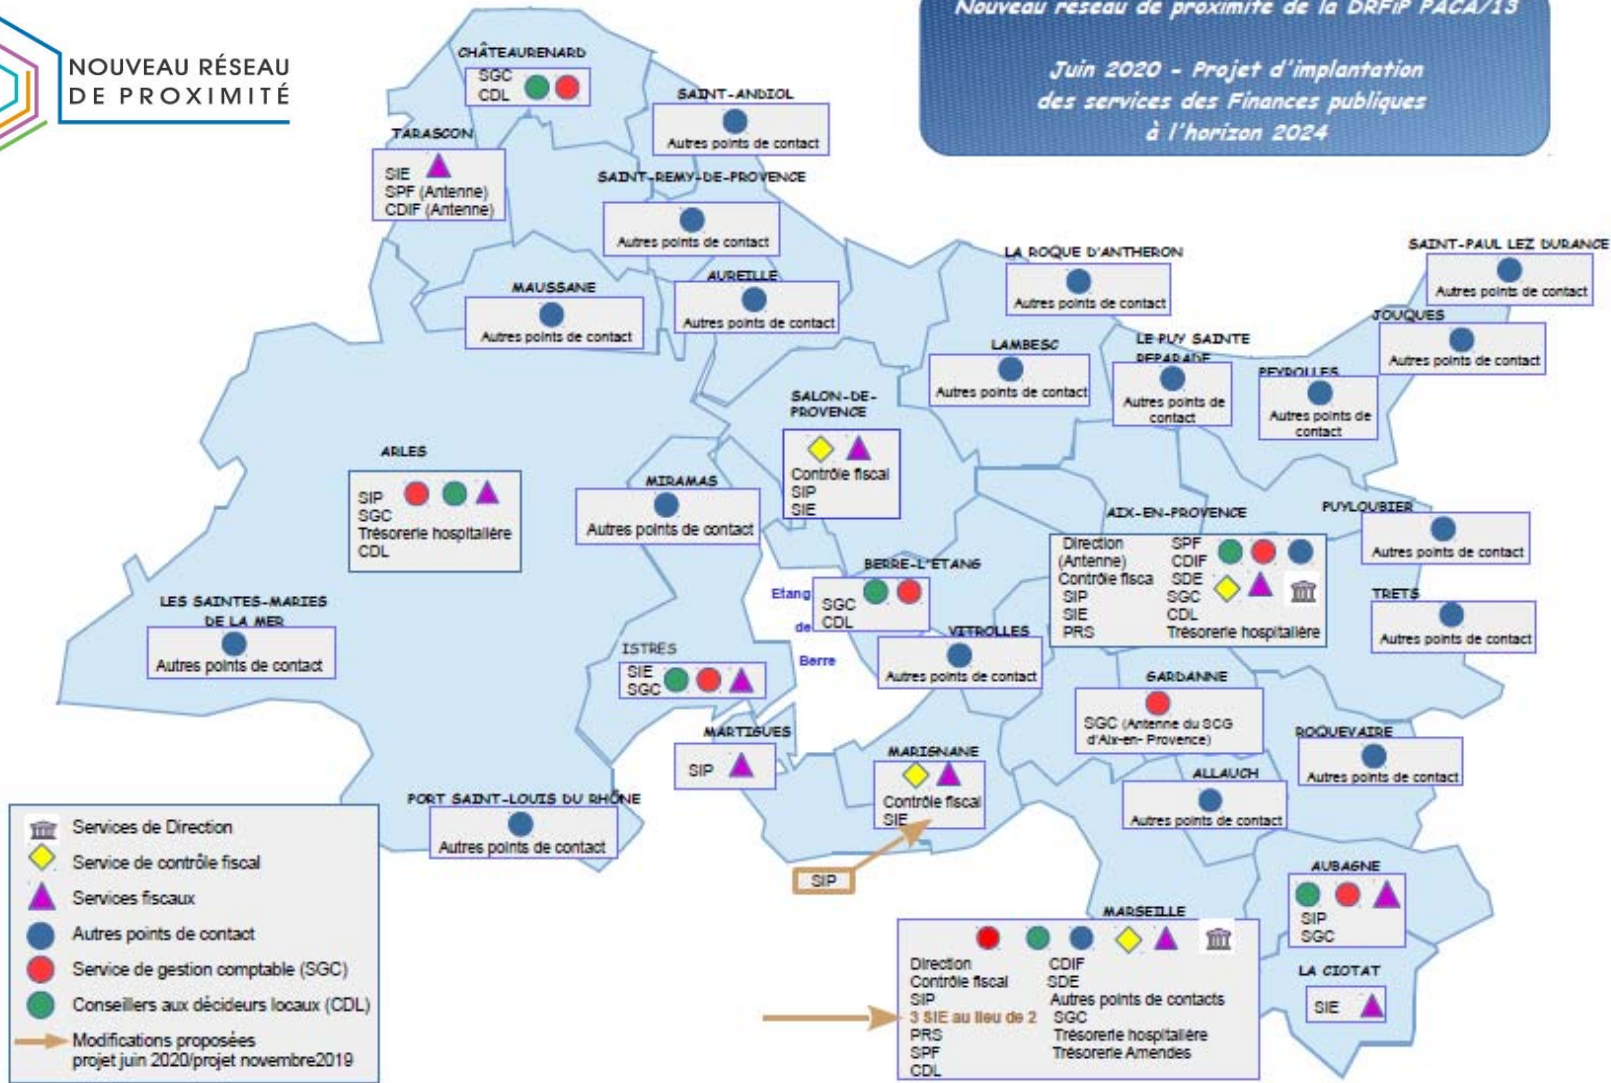 NOUVEAU RÉSEAU
DE PROXIMITÉ
Nouveau réseau de proximité de la DRFiP PACA/13
Juin 2020 - Projet d'implantation
des services des Finances publiques
à l'horizon 2024
CHÂTEAURENARD
SGC
CDL
SAINT-ANDIOL
Autres points de contact
TARASCON
SIE
SPF (Antenne)
CDIF (Antenne)
SAINT-REMY-DE-PROVENCE
Autres points de contact
MAUSSANE
Autres points de contact
AUREILLE
Autres points de contact
LA ROQUE D'ANTHERON
Autres points de contact
SAINT-PAUL LEZ DURANCE
Autres points de contact
JOUQUES
Autres points de contact
LAMBESC
Autres points de contact
LE PUY SAINTE
REPARADE
Autres points de
contact
PEYROLLES
Autres points de
contact
SALON-DE-
PROVENCE
Contrôle fiscal
SIP
SIE
ARLES
SIP
SGC
Trésorerie hospitalière
CDL
MIRAMAS
Autres points de contact
AIX-EN-PROVENCE
Direction
(Antenne)
Contrôle fisca
SIP
SIE
PRS
SPF
CDIF
SDE
SGC
CDL
Trésorerie hospitalière
PUYLOUBIER
Autres points de contact
TRETS
Autres points de contact
BERRE-L'ETANG
SGC
CDL
Etang
de
Berre
VITROLLES
Autres points de contact
LES SAINTES-MARIES
DE LA MER
Autres points de contact
ISTRES
SIE
SGC
GARDANNE
SGC (Antenne du SCG
d'Aix-en- Provence)
MARTIGUES
SIP
MARIGNANE
Contrôle fiscal
SIE
SIP
ROQUEVAIRE
Autres points de contact
ALLAUCH
Autres points de contact
PORT SAINT-LOUIS DU RHÔNE
Autres points de contact
AUBAGNE
SIP
SGC
MARSEILLE
Direction
Contrôle fiscal
SIP
3 SIE au lieu de 2
PRS
SPF
CDL
CDIF
SDE
Autres points de contacts
SGC
Trésorerie hospitalière
Trésorerie Amendes
LA CIOTAT
SIE
Services de Direction
Service de contrôle fiscal
Services fiscaux
Autres points de contact
Service de gestion comptable (SGC)
Conseillers aux décideurs locaux (CDL)
Modifications proposées
projet juin 2020/projet novembre2019